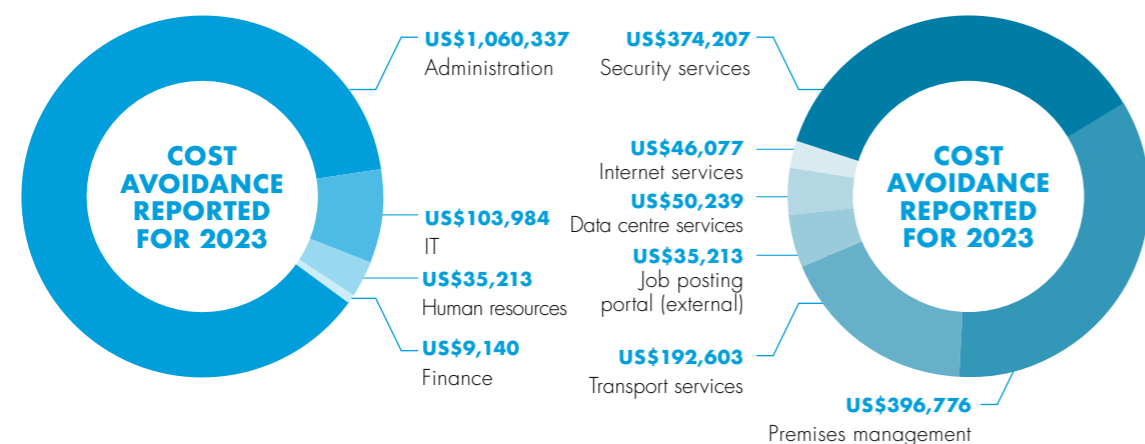 US$1,060,337
Administration
COST
AVOIDANCE
REPORTED
FOR 2023
US$103,984
IT
US$35,213
Human resources
US$9,140
Finance
US$374,207
Security services
US$46,077
Internet services
US$50,239
Data centre services
US$35,213
Job posting
portal (external)
US$192,603
Transport services
US$396,776
Premises management
COST
AVOIDANCE
REPORTED
FOR 2023